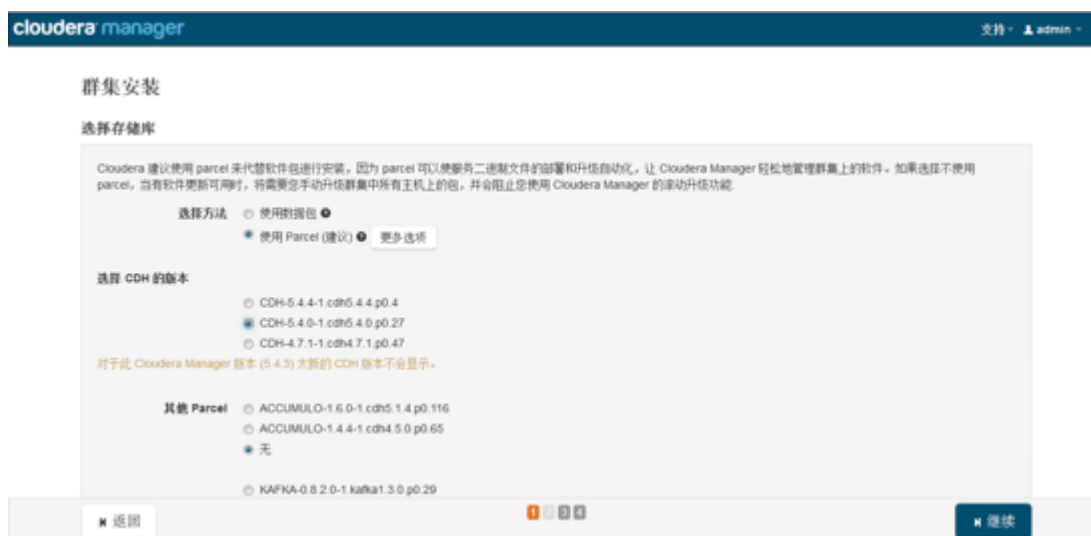 cloudera manager
支持 admin
群集安装
选择存储库
Cloudera 建议使用 parcel 来代替软件包进行安装，因为 parcel 可以使服务二进制文件的部署和升级自动化，让 Cloudera Manager 轻松地管理群集上的软件。如果选择不使用
parcel，当有软件更新可用时，将需要您手动升级群集中所有主机上的包，并会阻止您使用 Cloudera Manager 的滚动升级功能.
选择方法 使用数据包
使用 Parcel (建议) 更多选项
选择 CDH 的版本
CDH-5.4.4-1.cdh5.4.4.p0.4
CDH-5.4.0-1.cdh5.4.0.p0.27
CDH-4.7.1-1.cdh4.7.1.p0.47
对于此 Cloudera Manager 版本 (5.4.3) 太新的 CDH 版本不会显示。
其他 Parcel ACCUMULO-1.6.0-1.cdh5.1.4.p0.116
ACCUMULO-1.4.4-1.cdh4.5.0.p0.65
无
KAFKA-0.8.2.0-1.kafka1.3.0.p0.29
返回 1 2 3 4 继续